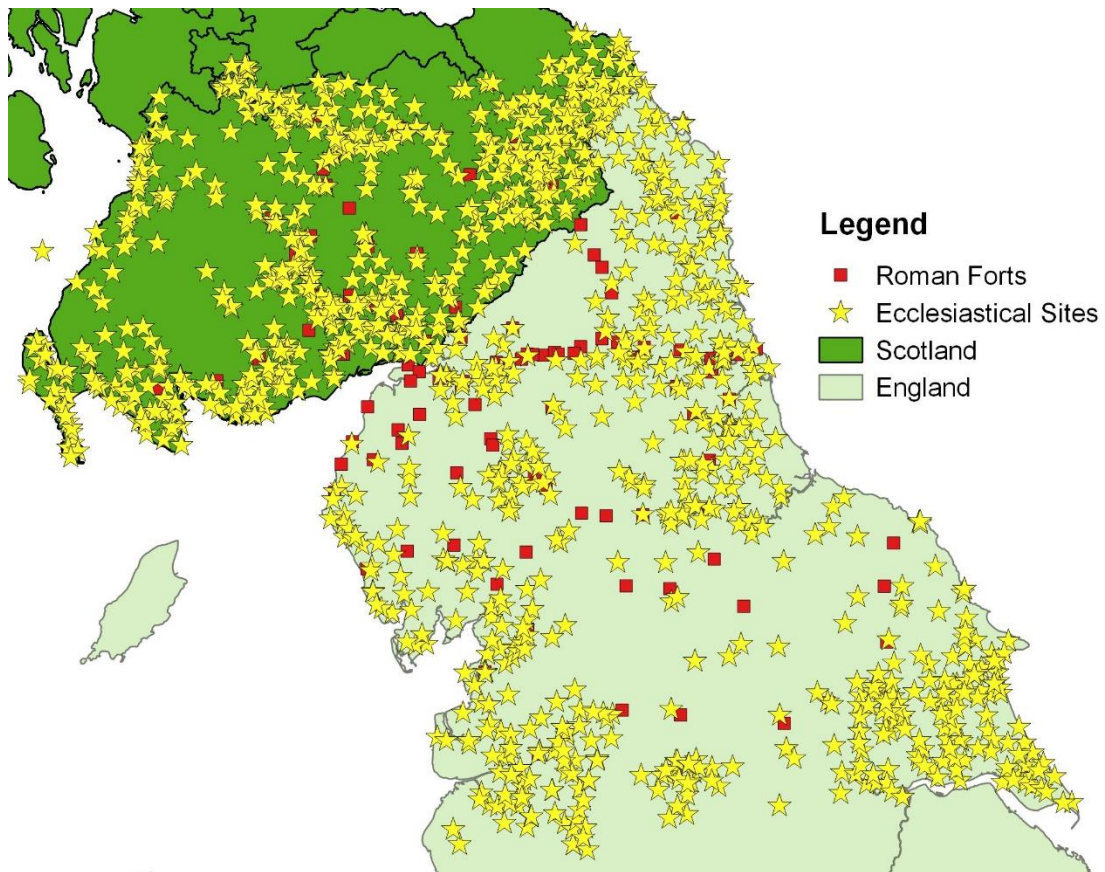 Legend
Roman Forts
Ecclesiastical Sites
Scotland
England